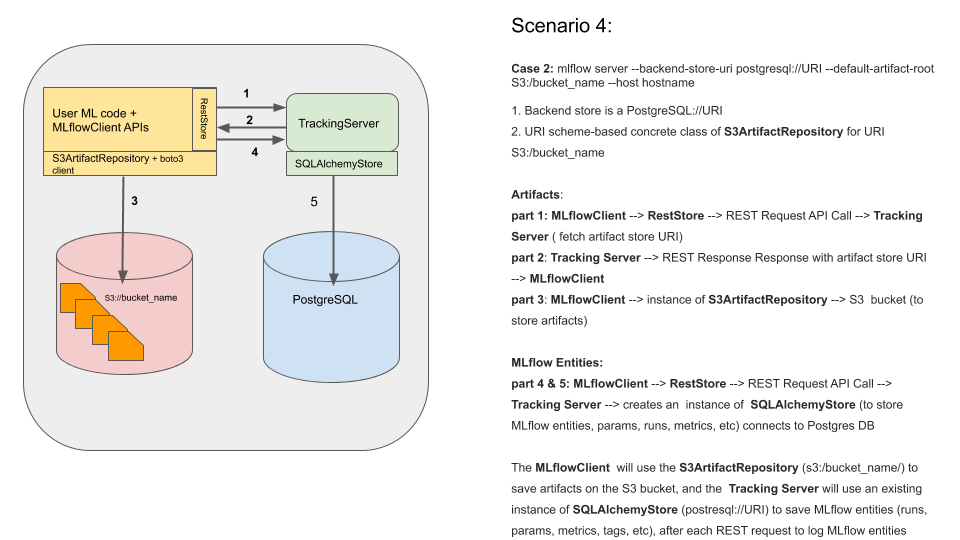 Scenario 4:
Case 2: mlflow server --backend-store-uri postgresql://URI --default-artifact-root
S3:/bucket_name --host hostname
1. Backend store is a PostgreSQL://URI
2. URI scheme-based concrete class of S3ArtifactRepository for URI
S3:/bucket_name
Artifacts:
part 1: MLflowClient --> RestStore --> REST Request API Call --> Tracking
Server ( fetch artifact store URI)
part 2: Tracking Server --> REST Response Response with artifact store URI
--> MLflowClient
part 3: MLflowClient --> instance of S3ArtifactRepository --> S3 bucket (to
store artifacts)
MLflow Entities:
part 4 & 5: MLflowClient --> RestStore --> REST Request API Call -->
Tracking Server --> creates an instance of SQLAlchemyStore (to store
MLflow entities, params, runs, metrics, etc) connects to Postgres DB
The MLflowClient will use the S3ArtifactRepository (s3:/bucket_name/) to
save artifacts on the S3 bucket, and the Tracking Server will use an existing
instance of SQLAlchemyStore (postresql://URI) to save MLflow entities (runs,
params, metrics, tags, etc), after each REST request to log MLflow entities
User ML code +
MLflowClient APIs
RestStore
S3ArtifactRepository + boto3
client
1
2
4
TrackingServer
SQLAlchemyStore
3
5
S3://bucket_name
PostgreSQL